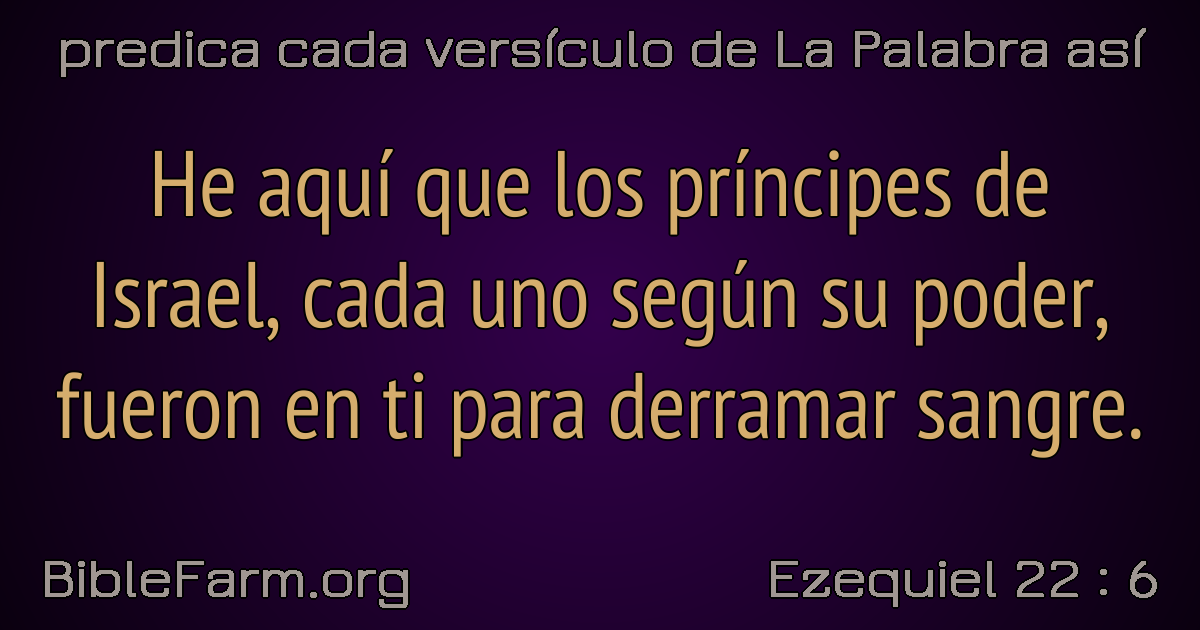 predica cada versículo de La Palabra así
He aquí que los príncipes de
Israel, cada uno según su poder,
fueron en ti para derramar sangre.
BibleFarm.org
Ezequiel 22 : 6